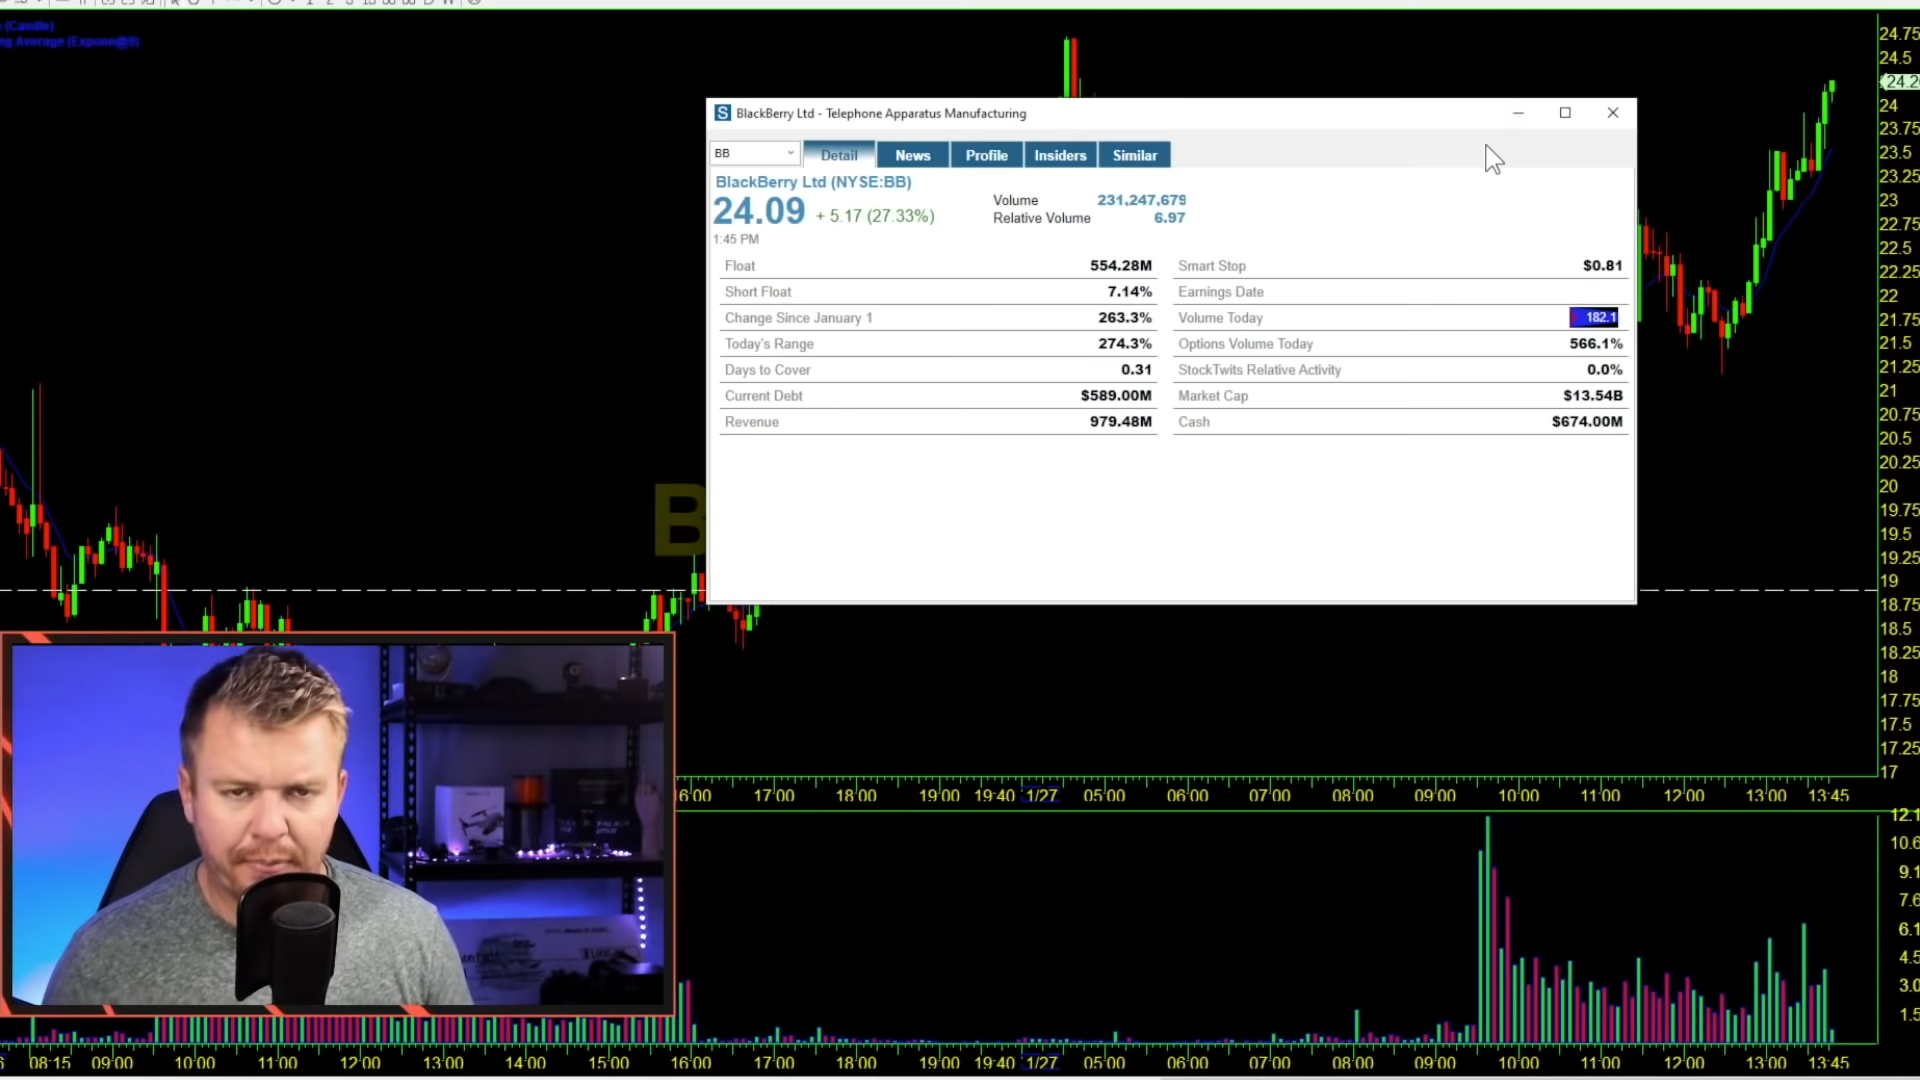 (Candle)
ng Average (Expone@9)
S BlackBerry Ltd - Telephone Apparatus Manufacturing
BB Detail News Profile Insiders Similar
BlackBerry Ltd (NYSE:BB)
24.09 + 5.17 (27.33%)
Volume 231,247,679
Relative Volume 6.97
1:45 PM
Float 554.28M
Short Float 7.14%
Change Since January 1 263.3%
Today's Range 274.3%
Days to Cover 0.31
Current Debt $589.00M
Revenue 979.48M
Smart Stop $0.81
Earnings Date
Volume Today 182.1
Options Volume Today 566.1%
StockTwits Relative Activity 0.0%
Market Cap $13.54B
Cash $674.00M
B
24.75
24.5
24.2
24
23.75
23.5
23.25
23
22.75
22.5
22.25
22
21.75
21.5
21.25
21
20.75
20.5
20.25
20
19.75
19.5
19.25
19
18.75
18.5
18.25
18
17.75
17.5
17.25
17
6:00 17:00 18:00 19:00 19:40 1/27 05:00 06:00 07:00 08:00 09:00 10:00 11:00 12:00 13:00 13:45
12.1
10.6
9.1
7.6
6.1
4.5
3.0
1.5
6 08:15 09:00 10:00 11:00 12:00 13:00 14:00 15:00 16:00 17:00 18:00 19:00 19:40 1/27 05:00 06:00 07:00 08:00 09:00 10:00 11:00 12:00 13:00 13:45